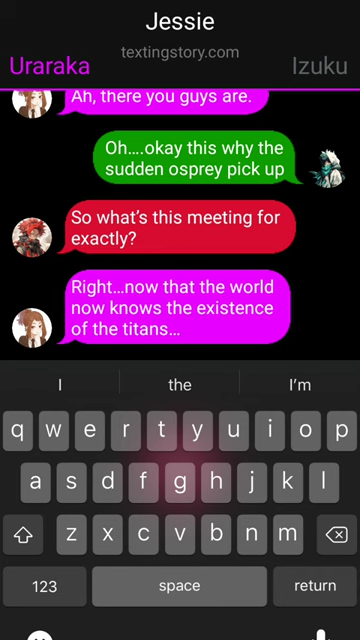 Jessie
textingstory.com
Uraraka
Izuku
Ah, there you guys are.
Oh....okay this why the
sudden osprey pick up
So what's this meeting for
exactly?
Right...now that the world
now knows the existence
of the titans...
I the I'm
q w e r t y u i o p
a s d f g h j k l
z x c v b n m
123 space return